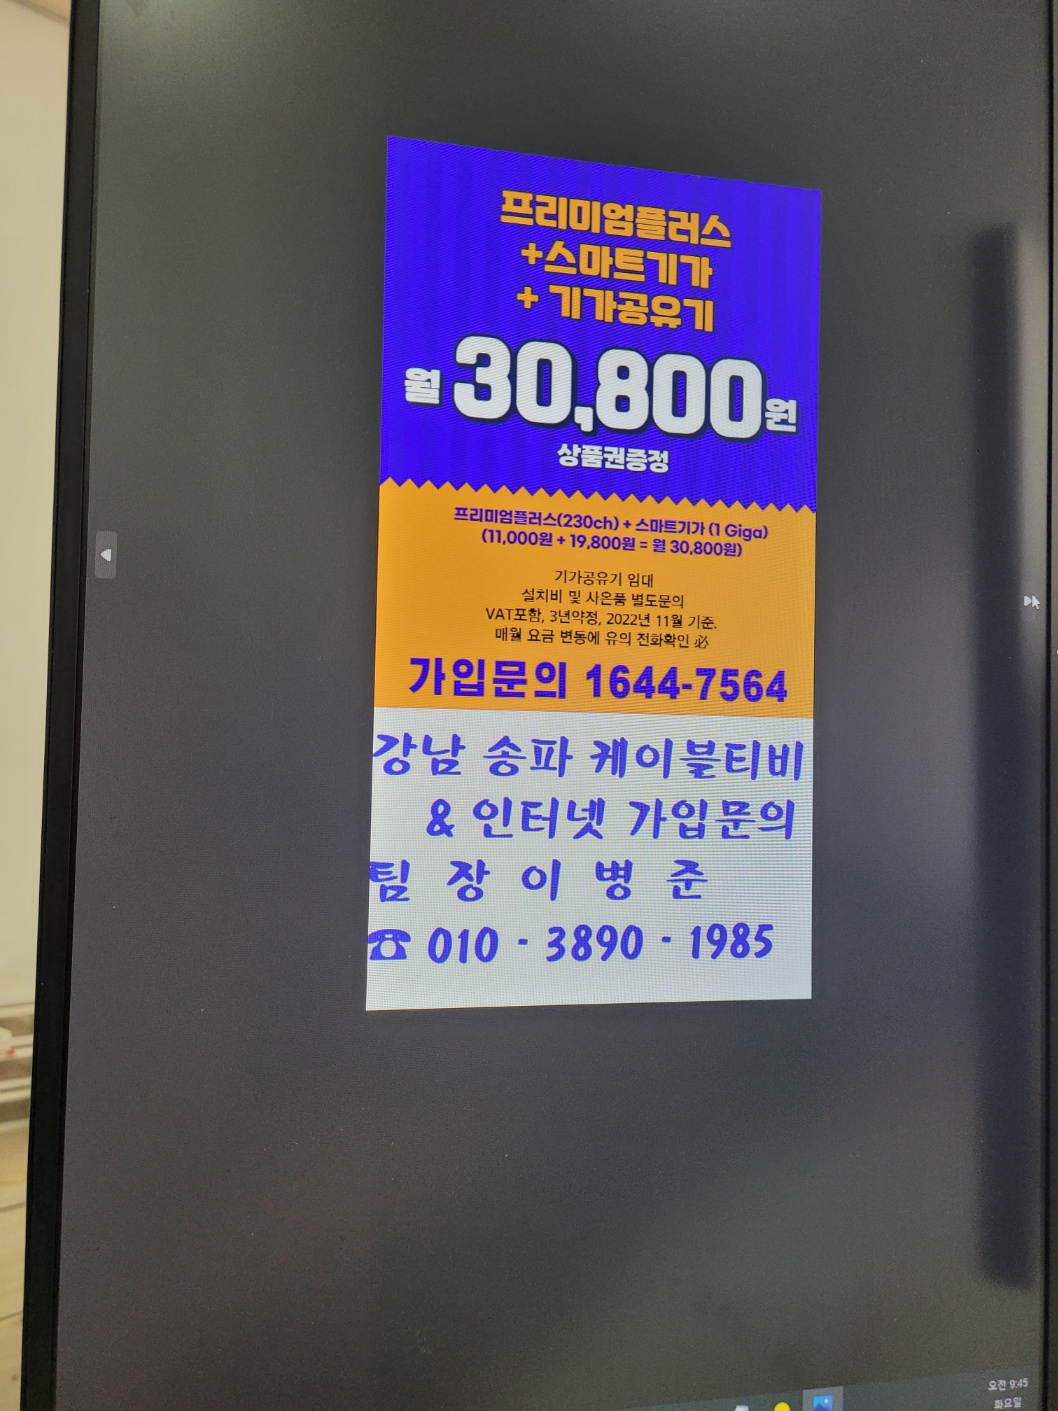 프리미엄플러스
+스마트기가
+ 기가공유기
월 30,800원
상품권증정
프리미엄플러스(230ch) + 스마트기가 (1 Giga)
(11,000원 + 19,800원 = 월 30,800원)
기가공유기 임대
설치비 및 사은품 별도문의
VAT포함, 3년약정, 2022년 11월 기준.
매월 요금 변동에 유의 전화확인 必
가입문의 1644-7564
강남 송파 케이블티비
& 인터넷 가입문의
팀 장 이 병 준
☎ 010 - 3890 - 1985
오전 9:45
화요일